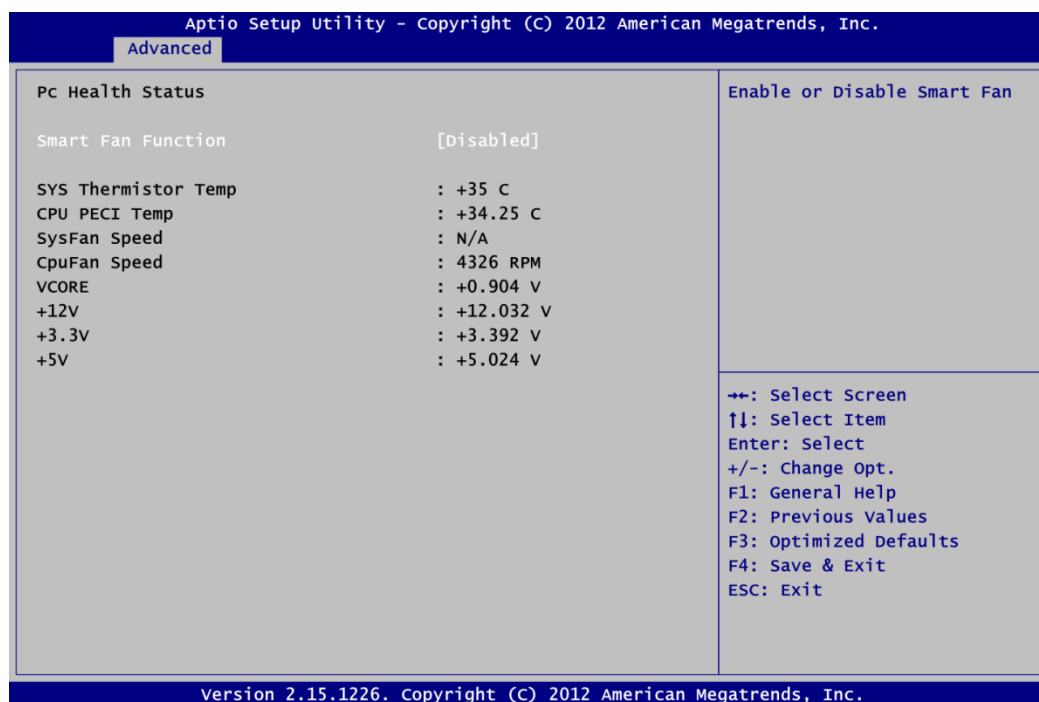 Aptio Setup Utility - Copyright (C) 2012 American Megatrends, Inc.
Advanced
Pc Health Status
Smart Fan Function [Disabled]
SYS Thermistor Temp : +35 C
CPU PECI Temp : +34.25 C
SysFan Speed : N/A
CpuFan Speed : 4326 RPM
VCORE : +0.904 V
+12V : +12.032 V
+3.3V : +3.392 V
+5V : +5.024 V
Enable or Disable Smart Fan
→←: Select Screen
↑↓: Select Item
Enter: Select
+/-: Change Opt.
F1: General Help
F2: Previous Values
F3: Optimized Defaults
F4: Save & Exit
ESC: Exit
Version 2.15.1226. Copyright (C) 2012 American Megatrends, Inc.